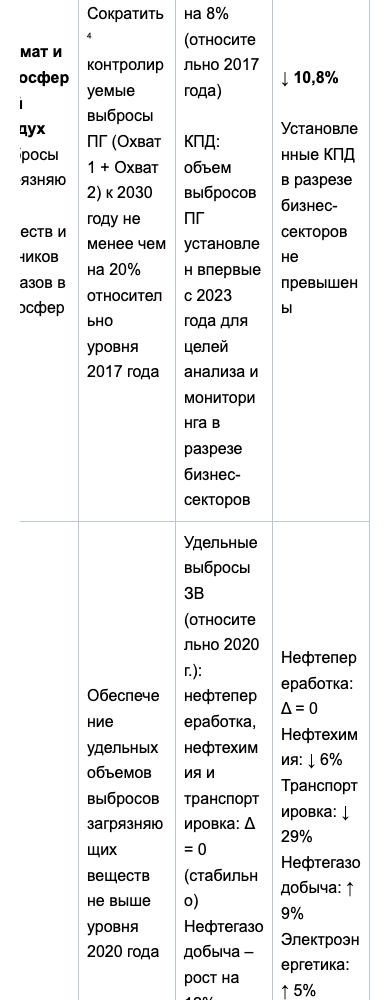 мат и
осфер
дух
бросы
рязняю
еств и
ников
азов в
осфер
Сократить
4
контролир
уемые
выбросы
ПГ (Охват
1 + Охват
2) к 2030
году не
менее чем
на 20%
относител
ьно
уровня
2017 года
на 8%
(относите
льно 2017
года)
КПД:
объем
выбросов
ПГ
установле
н впервые
с 2023
года для
целей
анализа и
монитори
нга в
разрезе
бизнес-
секторов
↓ 10,8%
Установле
нные КПД
в разрезе
бизнес-
секторов
не
превышен
ы
Обеспече
ние
удельных
объемов
выбросов
загрязняю
щих
веществ
не выше
уровня
2020 года
Удельные
выбросы
ЗВ
(относите
льно 2020
г.):
нефтепер
еработка,
нефтехим
ия и
транспорт
ировка: Δ
= 0
(стабильн
о)
Нефтегазо
добыча –
рост на
Нефтепер
еработка:
Δ = 0
Нефтехим
ия: ↓ 6%
Транспорт
ировка: ↓
29%
Нефтегазо
добыча: ↑
9%
Электроэн
ергетика:
↑ 5%